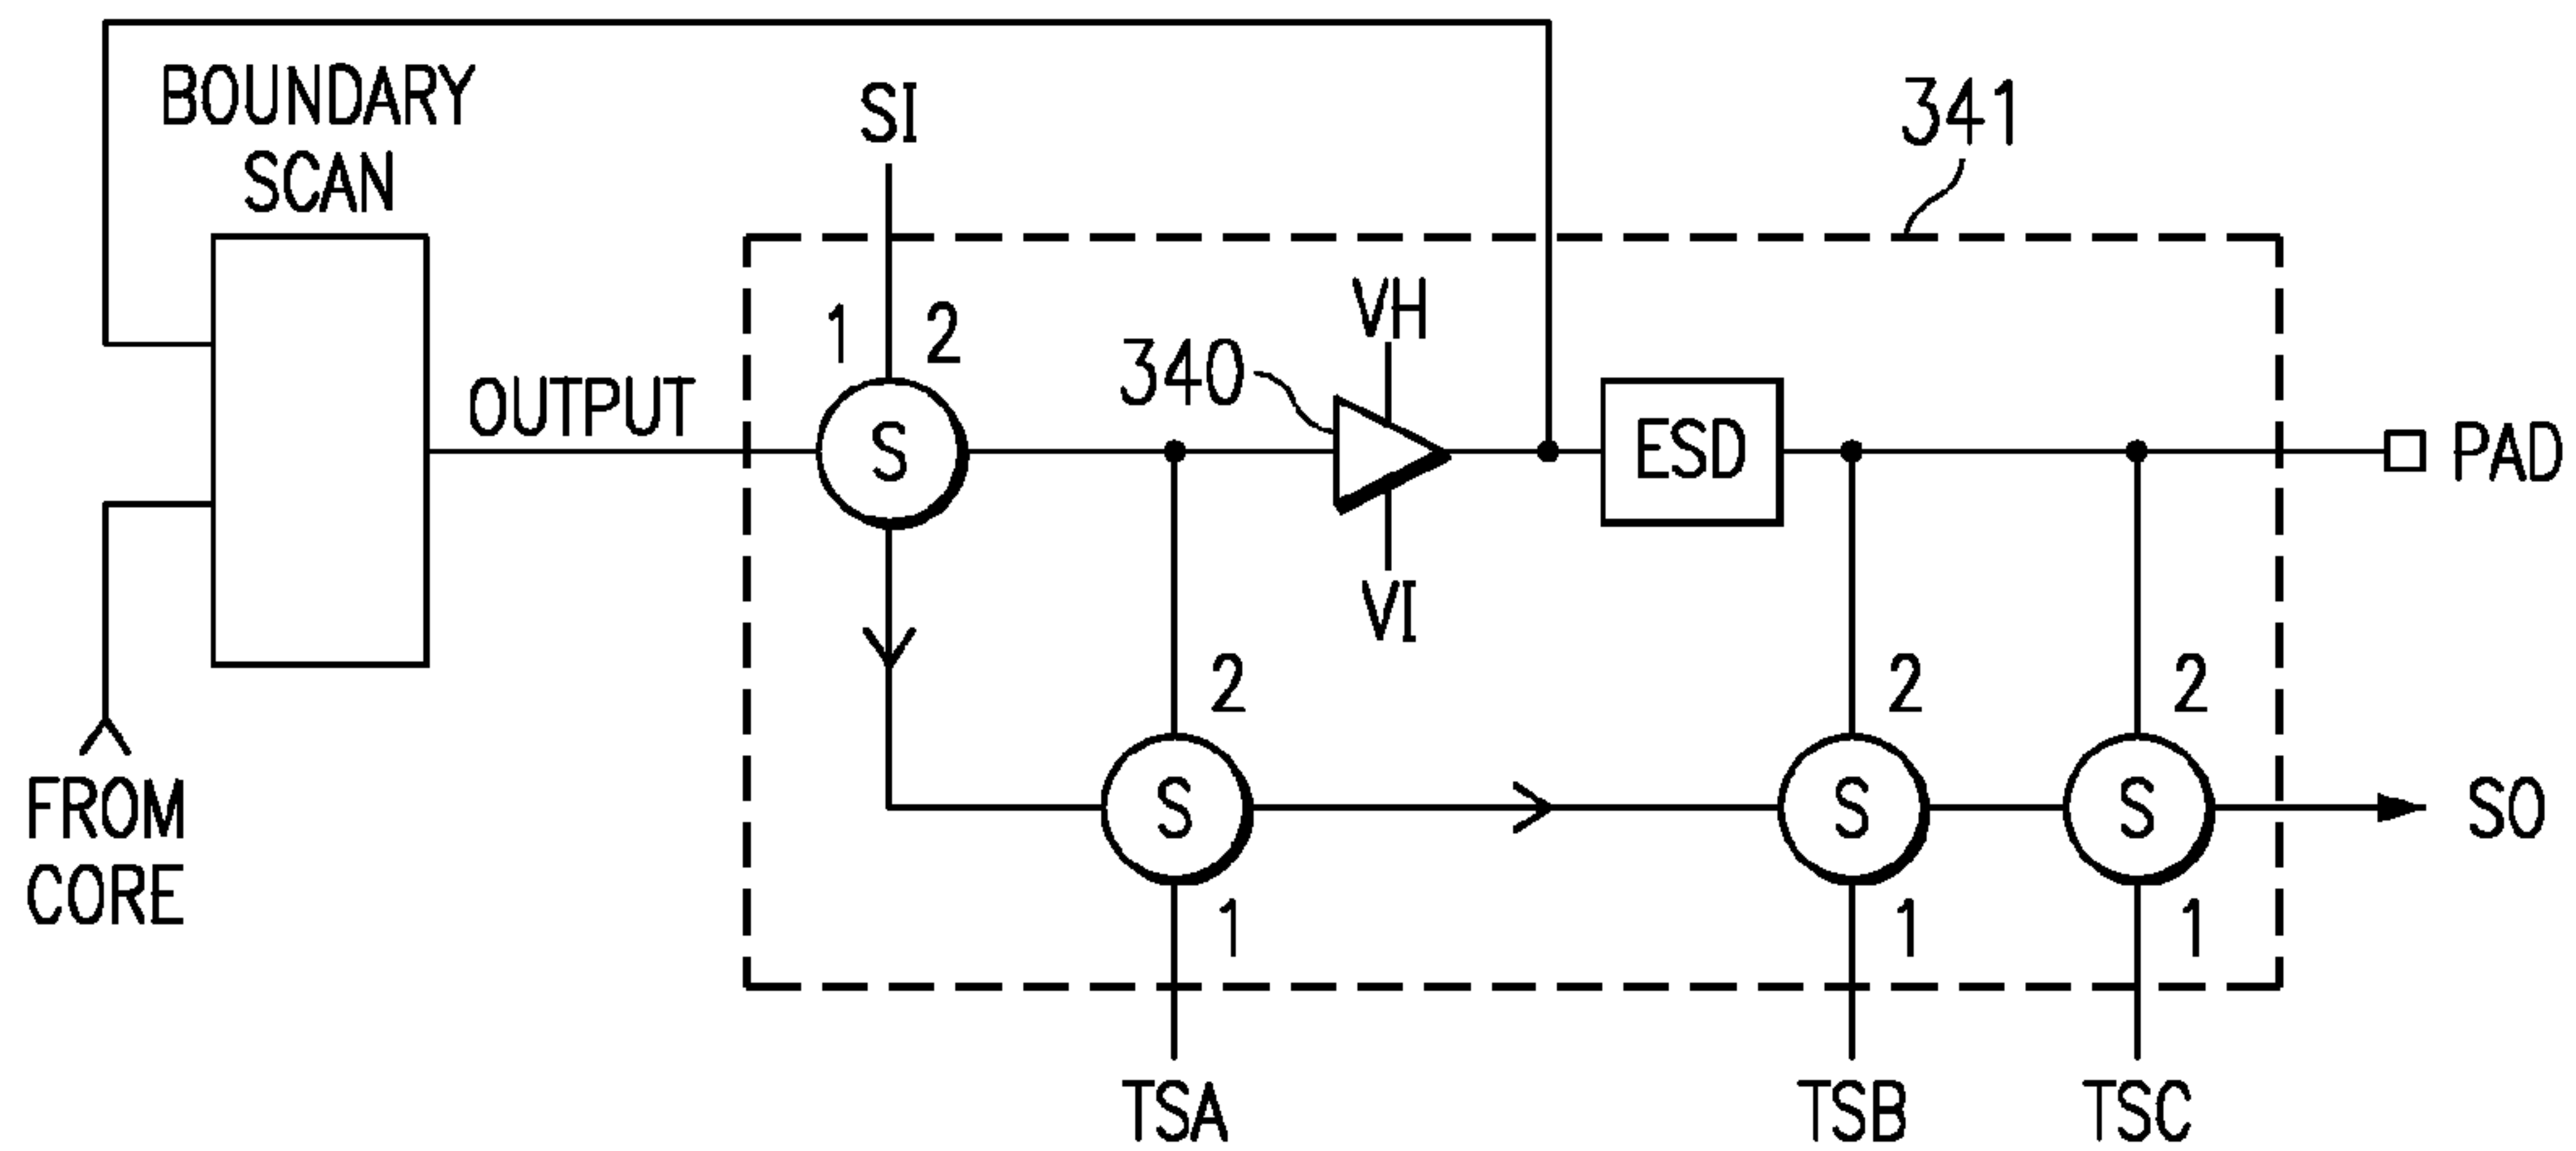 BOUNDARY
SCAN
SI
341
1 2
VH
340
OUTPUT
S
ESD
PAD
VI
2
2
2
S
S
S
SO
FROM
CORE
1
1
1
TSA
TSB
TSC